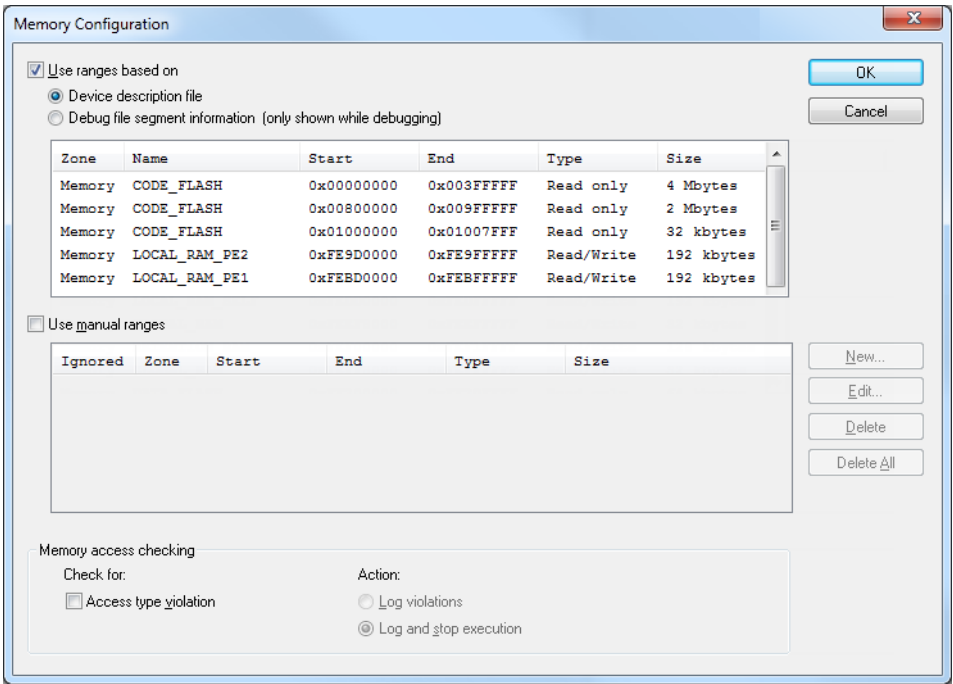 Memory Configuration
Use ranges based on
OK
Device description file
Debug file segment information (only shown while debugging)
Cancel
Zone Name Start End Type Size
Memory CODE_FLASH 0x00000000 0x003FFFFF Read only 4 Mbytes
Memory CODE_FLASH 0x00800000 0x009FFFFF Read only 2 Mbytes
Memory CODE_FLASH 0x01000000 0x01007FFF Read only 32 kbytes
Memory LOCAL_RAM_PE2 0xFE9D0000 0xFE9FFFFF Read/Write 192 kbytes
Memory LOCAL_RAM_PE1 0xFEBD0000 0xFEBFFFFF Read/Write 192 kbytes
Use manual ranges
Ignored Zone Start End Type Size
New...
Edit...
Delete
Delete All
Memory access checking
Check for: Action:
Access type violation Log violations
Log and stop execution